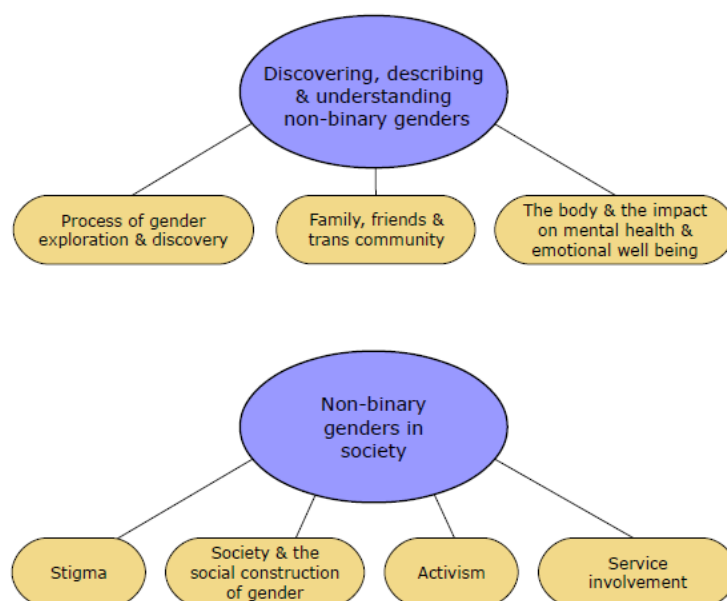 Discovering, describing
& understanding
non-binary genders
Process of gender
exploration & discovery
Family, friends &
trans community
The body & the impact
on mental health &
emotional well being
Non-binary
genders in
society
Stigma
Society & the
social construction
of gender
Activism
Service
involvement